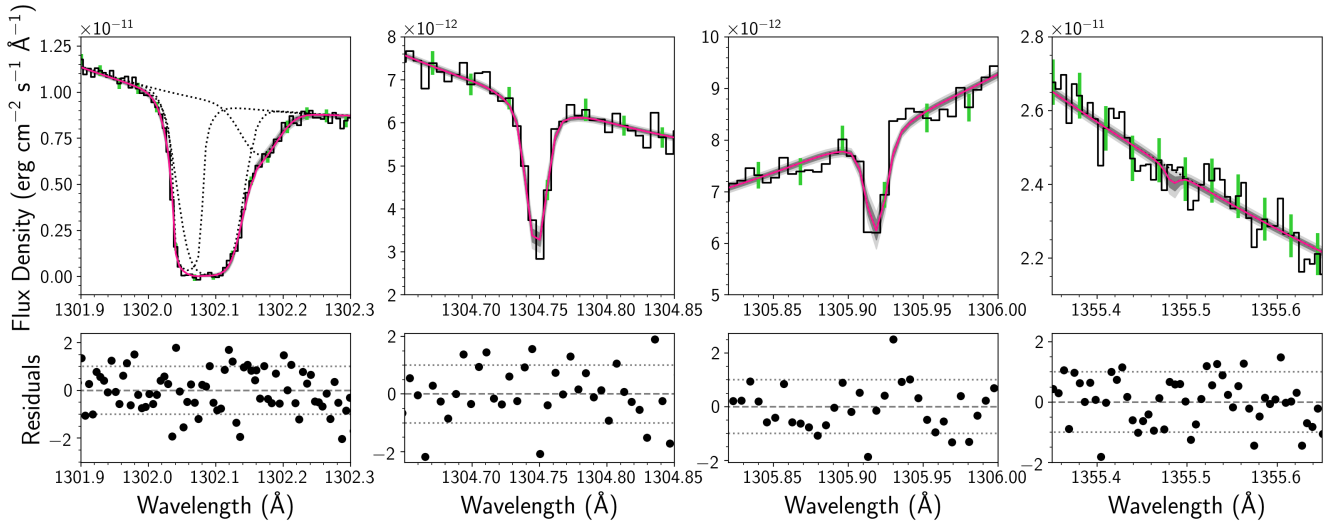 ×10⁻¹¹ ×10⁻¹² ×10⁻¹² ×10⁻¹¹
Flux Density (erg cm⁻² s⁻¹ Å⁻¹)
1.25
1.00
0.75
0.50
0.25
0.00
8
7
6
5
4
3
2
10
9
8
7
6
5
2.8
2.6
2.4
2.2
1301.9 1302.0 1302.1 1302.2 1302.3
1304.70 1304.75 1304.80 1304.85
1305.85 1305.90 1305.95 1306.00
1355.4 1355.5 1355.6
Residuals
2
0
−2
2
0
−2
2
0
−2
2
0
−2
1301.9 1302.0 1302.1 1302.2 1302.3
1304.70 1304.75 1304.80 1304.85
1305.85 1305.90 1305.95 1306.00
1355.4 1355.5 1355.6
Wavelength (Å) Wavelength (Å) Wavelength (Å) Wavelength (Å)